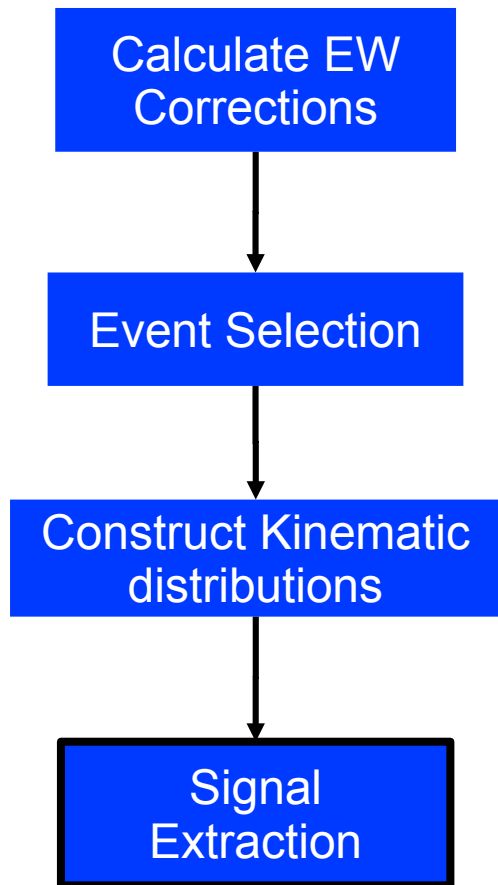 Calculate EW
Corrections
Event Selection
Construct Kinematic
distributions
Signal
Extraction